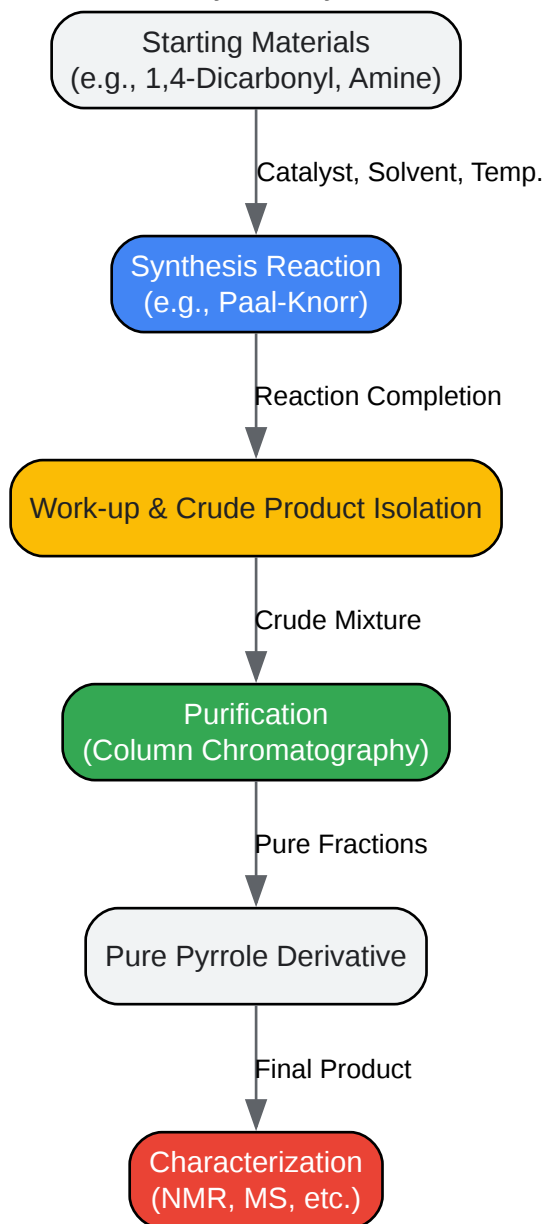 Starting Materials
(e.g., 1,4-Dicarbonyl, Amine)
Catalyst, Solvent, Temp.
Synthesis Reaction
(e.g., Paal-Knorr)
Reaction Completion
Work-up & Crude Product Isolation
Crude Mixture
Purification
(Column Chromatography)
Pure Fractions
Pure Pyrrole Derivative
Final Product
Characterization
(NMR, MS, etc.)